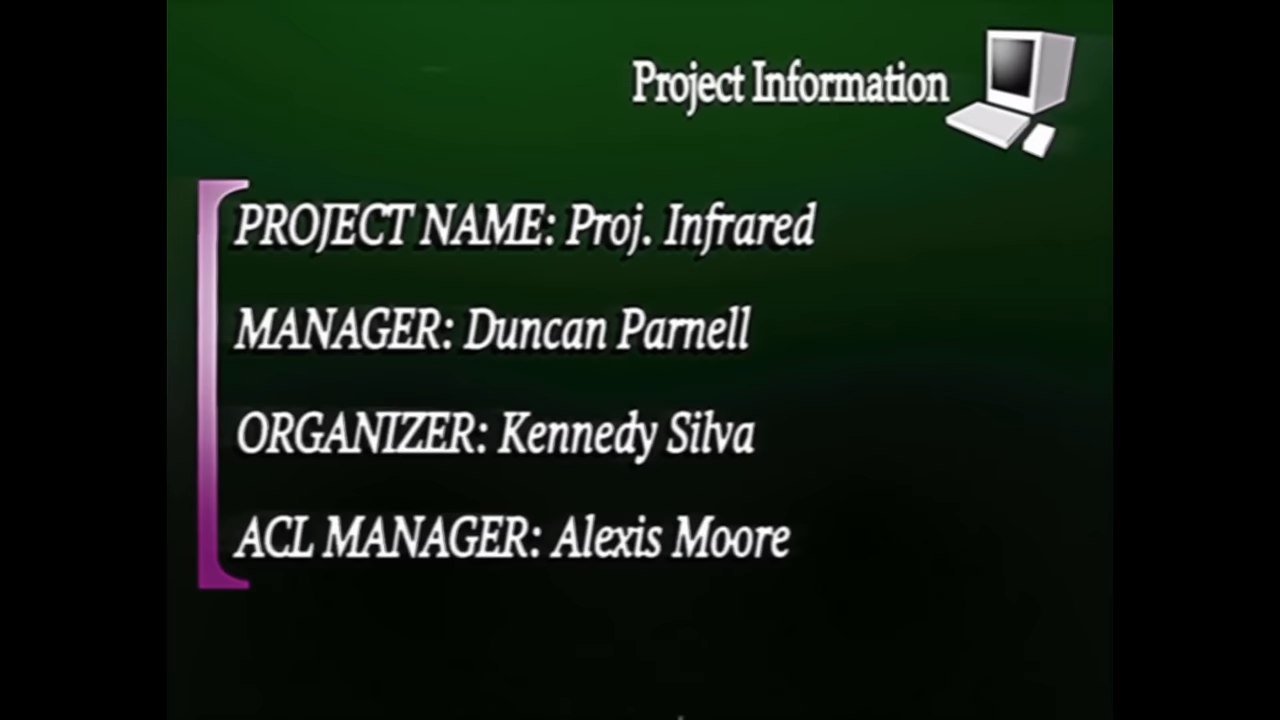 Project Information
PROJECT NAME: Proj. Infrared
MANAGER: Duncan Parnell
ORGANIZER: Kennedy Silva
ACL MANAGER: Alexis Moore